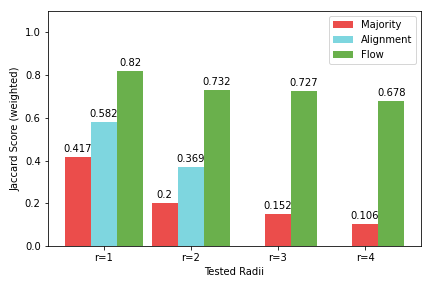 Majority
Alignment
Flow
Jaccard Score (weighted)
1.0
0.8
0.6
0.4
0.2
0.0
0.417
0.582
0.82
0.2
0.369
0.732
0.152
0.727
0.106
0.678
r=1
r=2
r=3
r=4
Tested Radii